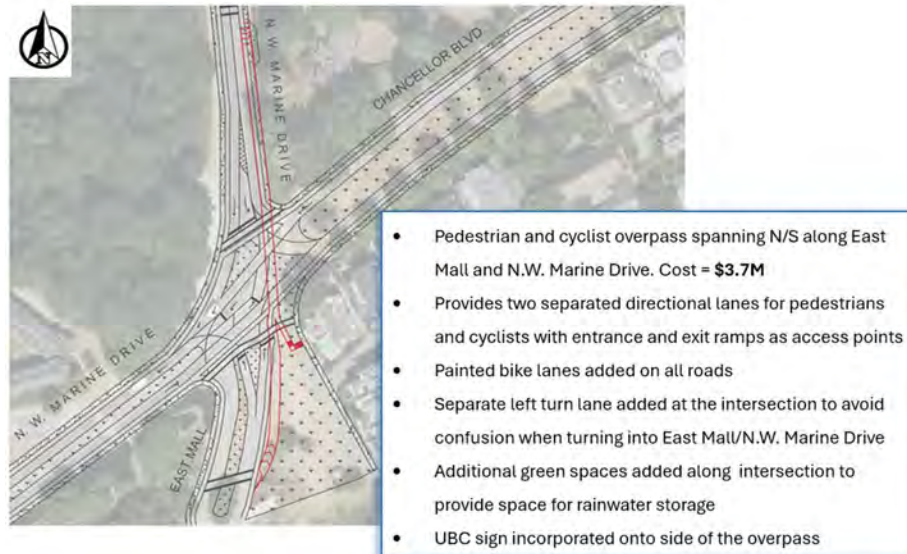 N
N.W. MARINE DRIVE
CHANCELLOR BLVD
N.W. MARINE DRIVE
EAST MALL
• Pedestrian and cyclist overpass spanning N/S along East
Mall and N.W. Marine Drive. Cost = $3.7M
• Provides two separated directional lanes for pedestrians
and cyclists with entrance and exit ramps as access points
• Painted bike lanes added on all roads
• Separate left turn lane added at the intersection to avoid
confusion when turning into East Mall/N.W. Marine Drive
• Additional green spaces added along intersection to
provide space for rainwater storage
• UBC sign incorporated onto side of the overpass